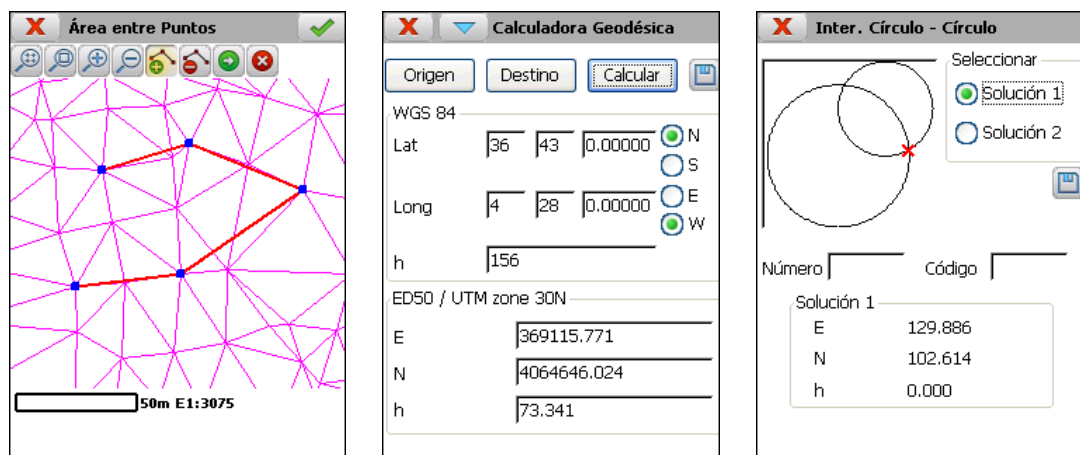 Área entre Puntos
50m E1:3075
Calculadora Geodésica
Origen Destino Calcular
WGS 84
Lat 36 43 0.00000 N
S
Long 4 28 0.00000 E
W
h 156
ED50 / UTM zone 30N
E 369115.771
N 4064646.024
h 73.341
Inter. Círculo - Círculo
Seleccionar
Solución 1
Solución 2
Número Código
Solución 1
E 129.886
N 102.614
h 0.000